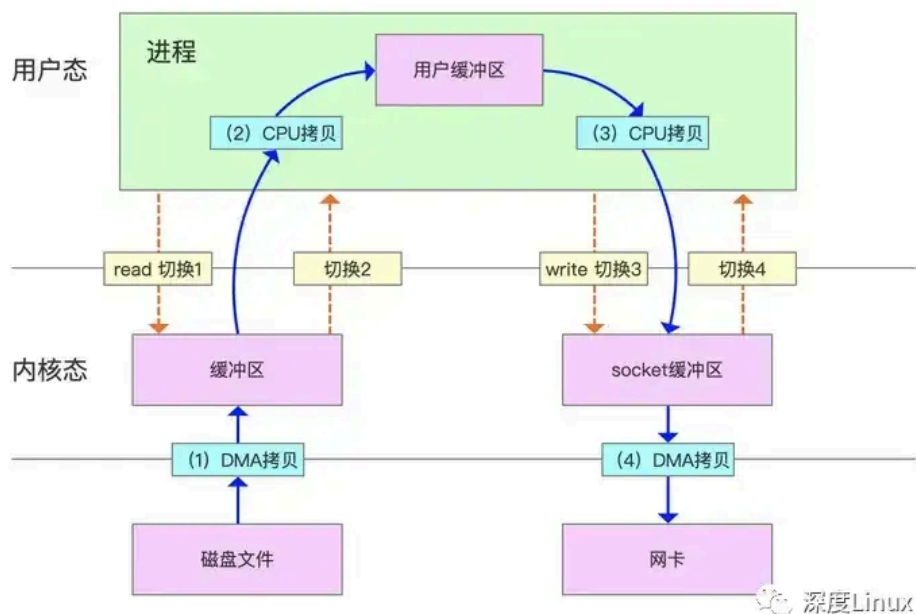 用户态
进程
用户缓冲区
（2）CPU拷贝
（3）CPU拷贝
read 切换1
切换2
write 切换3
切换4
内核态
缓冲区
socket缓冲区
（1）DMA拷贝
（4）DMA拷贝
磁盘文件
网卡
深度Linux